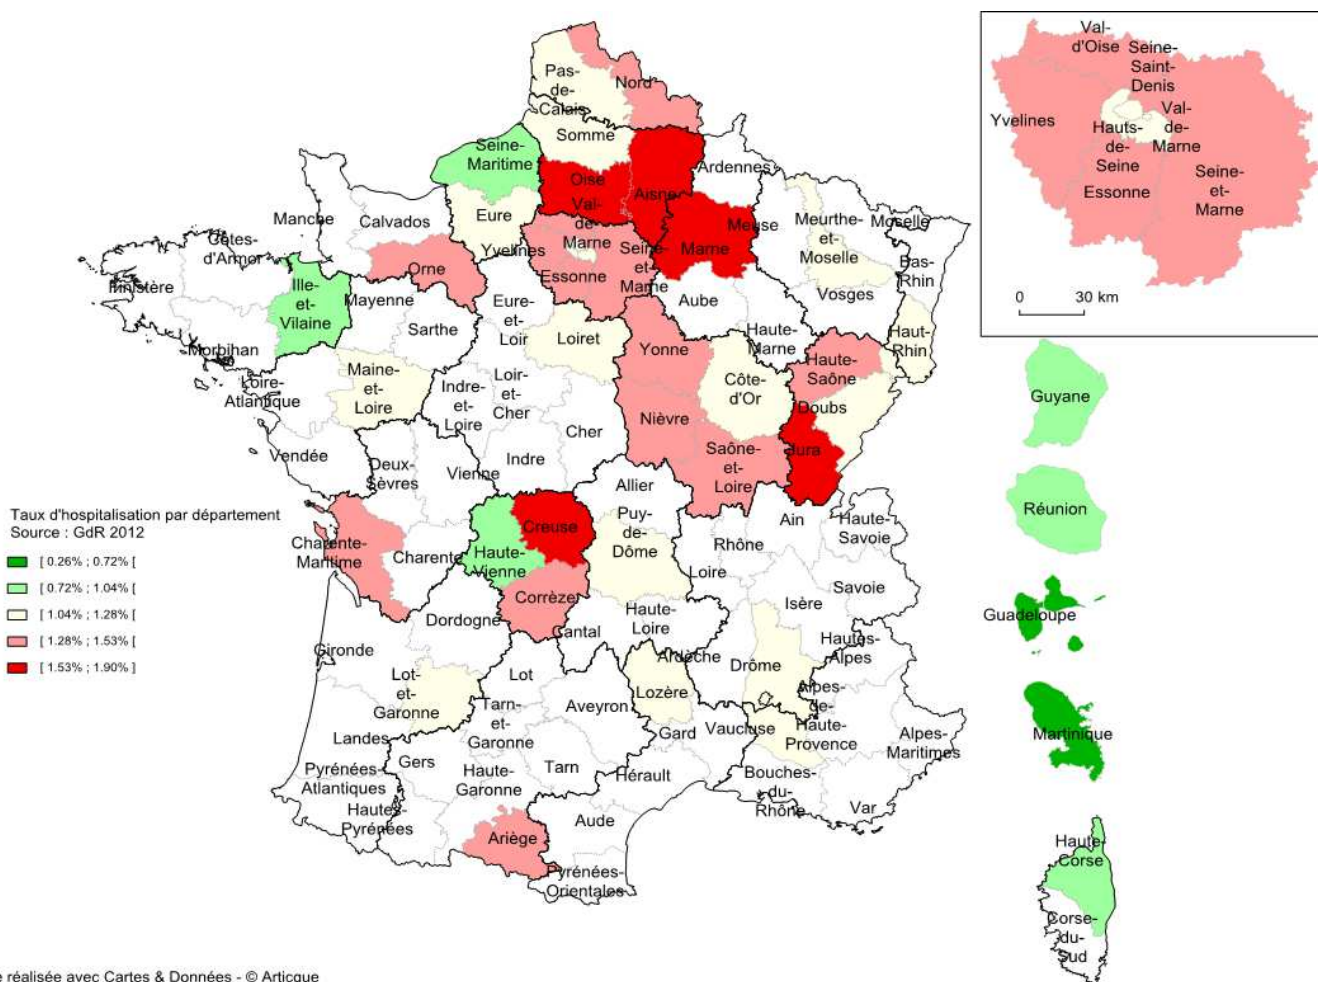 Pas-
de-
Calais
Nord
Somme
Seine-
Maritime
Oise
Aisne
Ardennes
Val-
de-
Marne
Eure
Yvelines
Essonne
Seine-
et-
Marne
Marne
Meuse
Meurthe-
et-
Moselle
Moselle
Bas-
Rhin
Manche
Calvados
Orne
Côtes-
d'Armor
Finistère
Morbihan
Ille-
et-
Vilaine
Mayenne
Sarthe
Eure-
et-
Loir
Loiret
Aube
Haute-
Marne
Vosges
Haut-
Rhin
Yonne
Côte-
d'Or
Haute-
Saône
Doubs
Jura
Nièvre
Saône-
et-
Loire
Loire-
Atlantique
Maine-
et-
Loire
Indre-
et-
Loire
Loir-
et-
Cher
Cher
Indre
Vendée
Deux-
Sèvres
Vienne
Allier
Puy-
de-
Dôme
Creuse
Haute-
Vienne
Corrèze
Charente-
Maritime
Charente
Dordogne
Cantal
Haute-
Loire
Loire
Rhône
Ain
Haute-
Savoie
Savoie
Isère
Ardèche
Drôme
Hautes-
Alpes
Alpes-
de-
Haute-
Provence
Alpes-
Maritimes
Var
Bouches-
du-
Rhône
Vaucluse
Gard
Lozère
Hérault
Aveyron
Lot
Tarn-
et-
Garonne
Tarn
Lot-
et-
Garonne
Gironde
Landes
Gers
Haute-
Garonne
Pyrénées-
Atlantiques
Hautes-
Pyrénées
Ariège
Aude
Pyrénées-
Orientales
Val-
d'Oise
Seine-
Saint-
Denis
Yvelines
Hauts-
de-
Seine
Val-
de-
Marne
Essonne
Seine-
et-
Marne
0 30 km
Guyane
Réunion
Guadeloupe
Martinique
Haute-
Corse
Corse-
du-
Sud
Taux d'hospitalisation par département
Source : GdR 2012
[ 0.26% ; 0.72% [
[ 0.72% ; 1.04% [
[ 1.04% ; 1.28% [
[ 1.28% ; 1.53% [
[ 1.53% ; 1.90% [
e réalisée avec Cartes & Données - © Articque